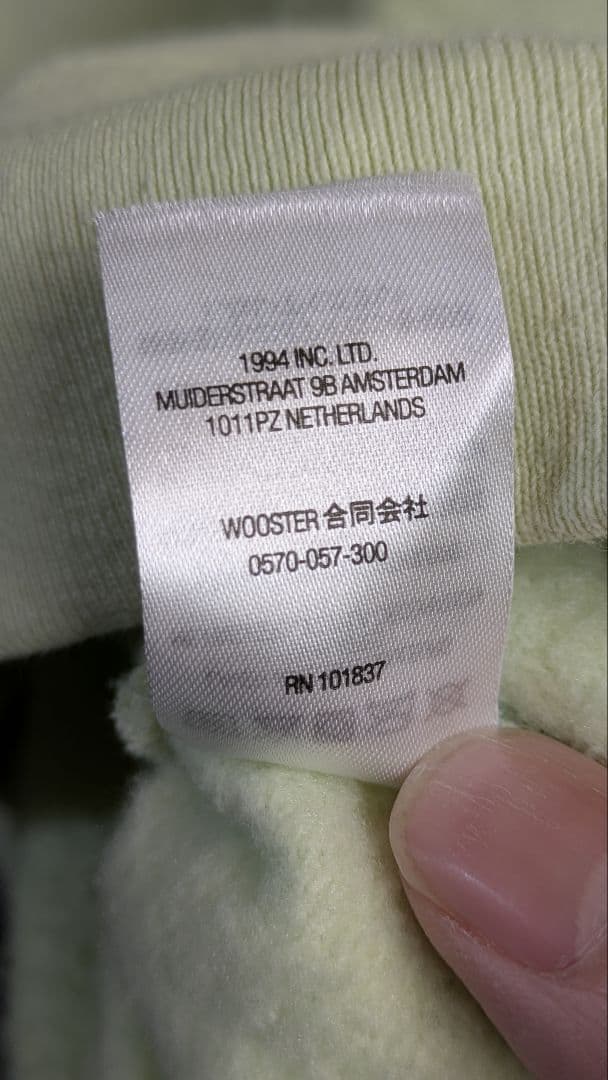 1994 INC. LTD.
MUIDERSTRAAT 9B AMSTERDAM
1011PZ NETHERLANDS
WOOSTER 合同会社
0570-057-300
RN 101837